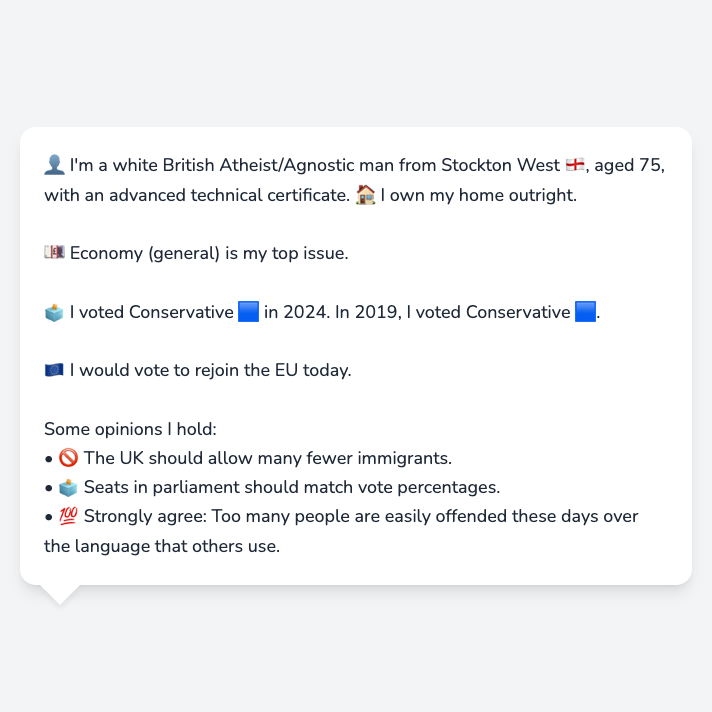 👤 I'm a white British Atheist/Agnostic man from Stockton West 🏴󠁧󠁢󠁥󠁮󠁧󠁿, aged 75,
with an advanced technical certificate. 🏠 I own my home outright.
💷 Economy (general) is my top issue.
🗳️ I voted Conservative 🟦 in 2024. In 2019, I voted Conservative 🟦.
🇪🇺 I would vote to rejoin the EU today.
Some opinions I hold:
• 🚫 The UK should allow many fewer immigrants.
• 🗳️ Seats in parliament should match vote percentages.
• 💯 Strongly agree: Too many people are easily offended these days over
the language that others use.